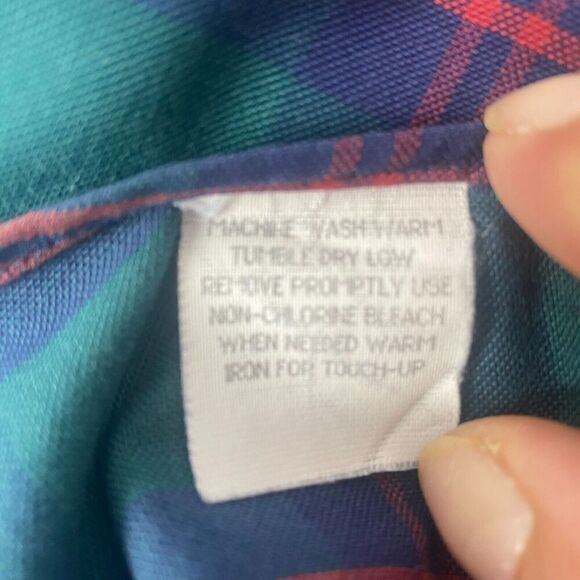 MACHINE WASH WARM
TUMBLE DRY LOW
REMOVE PROMPTLY USE
NON-CHLORINE BLEACH
WHEN NEEDED WARM
IRON FOR TOUCH-UP